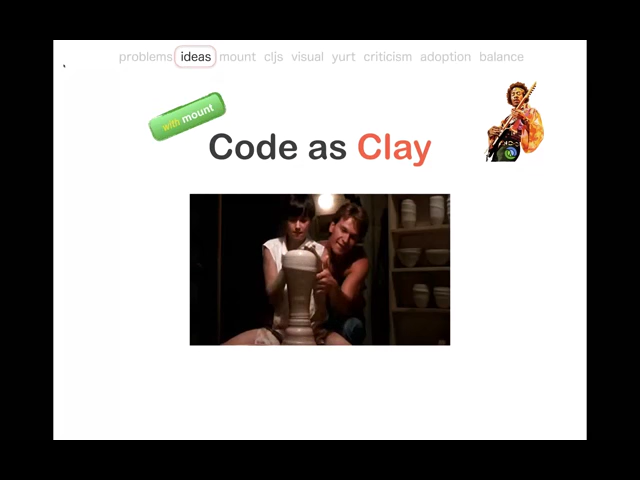 problems ideas mount cljs visual yurt criticism adoption balance
with mount
Code as Clay